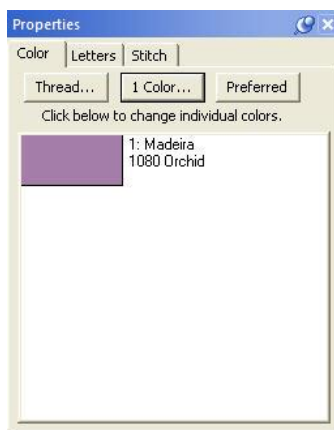 Properties
Color Letters Stitch
Thread... 1 Color... Preferred
Click below to change individual colors.
1: Madeira
1080 Orchid